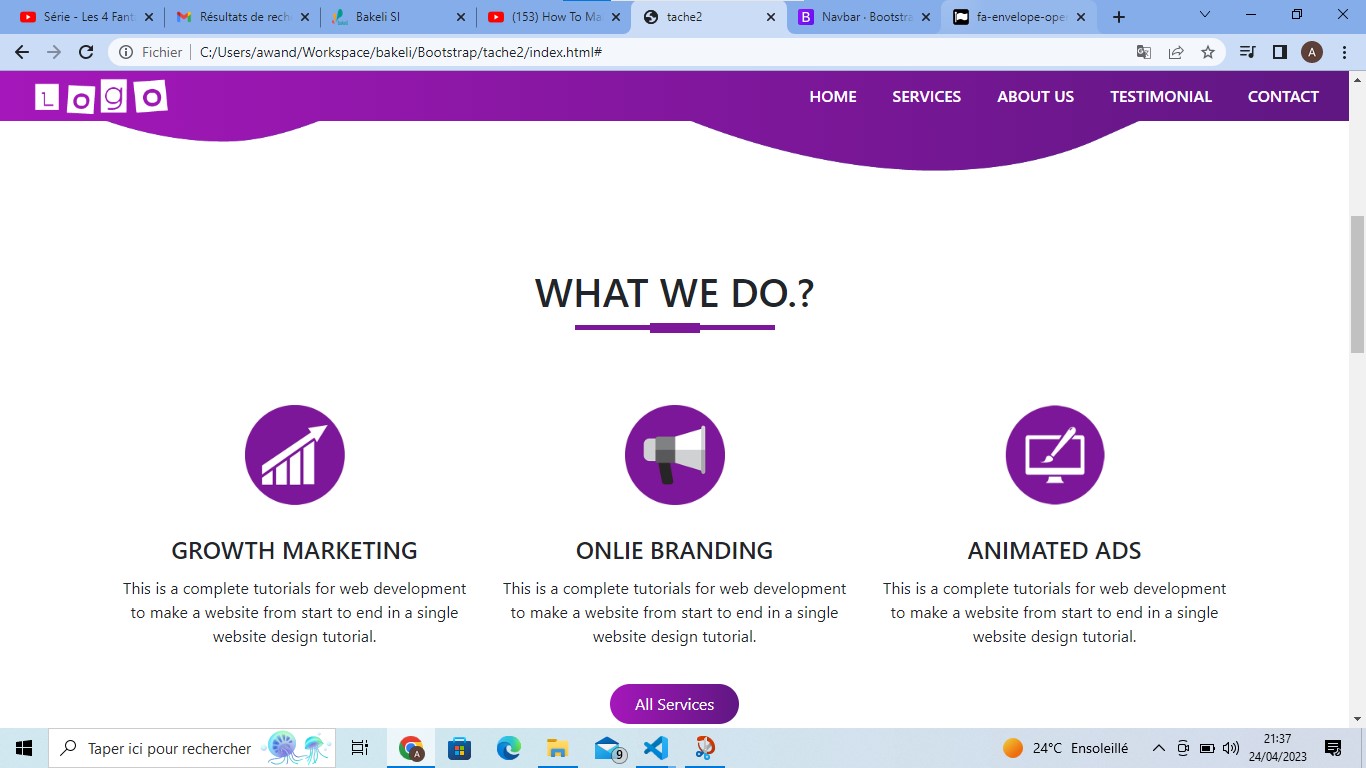 Série - Les 4 Fant
Résultats de rech
Bakeli SI
(153) How To Ma
tache2
Navbar · Bootstra
fa-envelope-ope
Fichier
C:/Users/awand/Workspace/bakeli/Bootstrap/tache2/index.html#
A
LOgO
HOME
SERVICES
ABOUT US
TESTIMONIAL
CONTACT
WHAT WE DO.?
GROWTH MARKETING
This is a complete tutorials for web development
to make a website from start to end in a single
website design tutorial.
ONLIE BRANDING
This is a complete tutorials for web development
to make a website from start to end in a single
website design tutorial.
ANIMATED ADS
This is a complete tutorials for web development
to make a website from start to end in a single
website design tutorial.
All Services
Taper ici pour rechercher
A
9
24°C Ensoleillé
21:37
24/04/2023